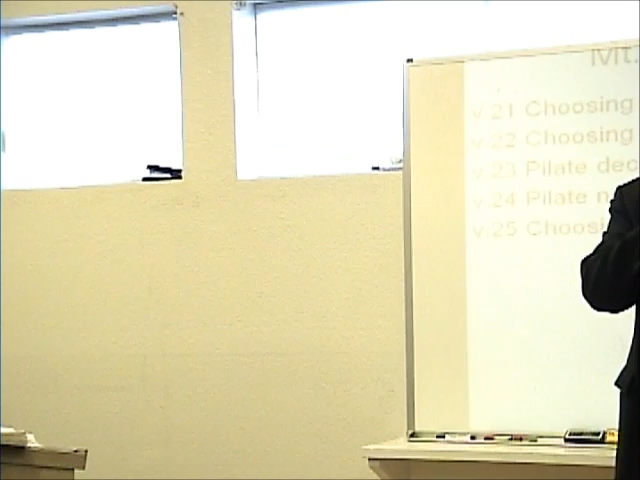 Mt.
v.21 Choosing
v.22 Choosing
v.23 Pilate dec
v.24 Pilate n
v.25 Choosi